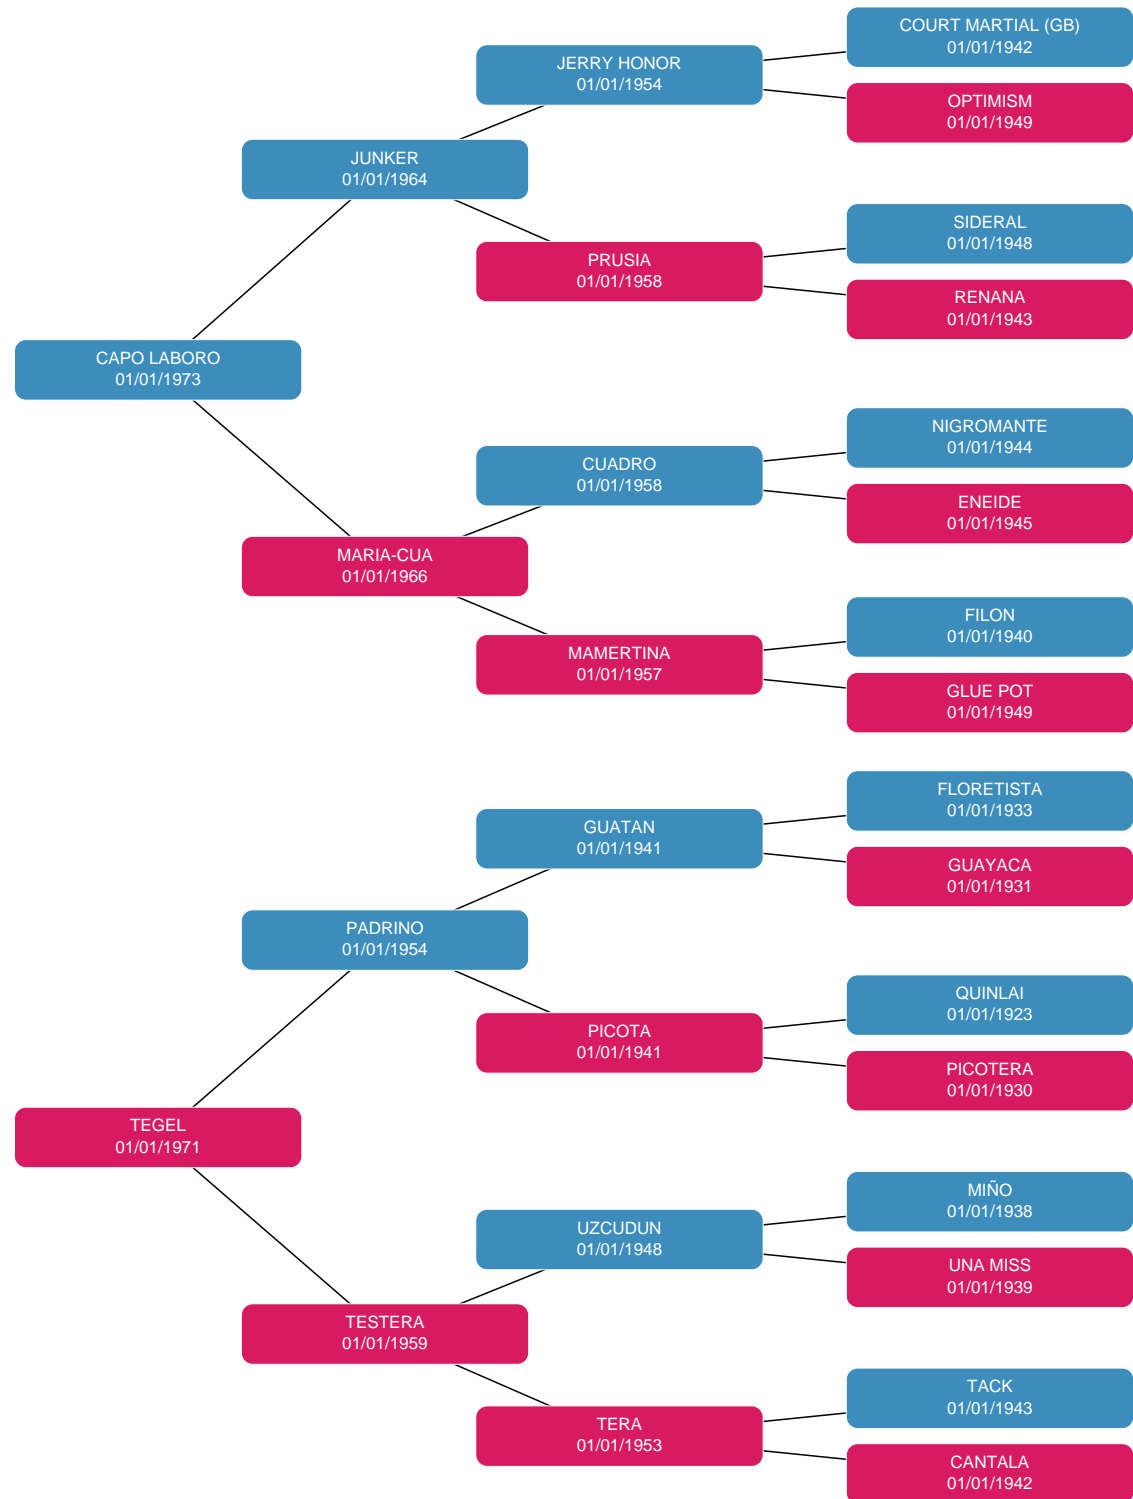 COURT MARTIAL (GB)
01/01/1942
JERRY HONOR
01/01/1954
OPTIMISM
01/01/1949
JUNKER
01/01/1964
SIDERAL
01/01/1948
PRUSIA
01/01/1958
RENANA
01/01/1943
CAPO LABORO
01/01/1973
NIGROMANTE
01/01/1944
CUADRO
01/01/1958
ENEIDE
01/01/1945
MARIA-CUA
01/01/1966
FILON
01/01/1940
MAMERTINA
01/01/1957
GLUE POT
01/01/1949
FLORETISTA
01/01/1933
GUATAN
01/01/1941
GUAYACA
01/01/1931
PADRINO
01/01/1954
QUINLAI
01/01/1923
PICOTA
01/01/1941
PICOTERA
01/01/1930
TEGEL
01/01/1971
MIÑO
01/01/1938
UZCUDUN
01/01/1948
UNA MISS
01/01/1939
TESTERA
01/01/1959
TACK
01/01/1943
TERA
01/01/1953
CANTALA
01/01/1942